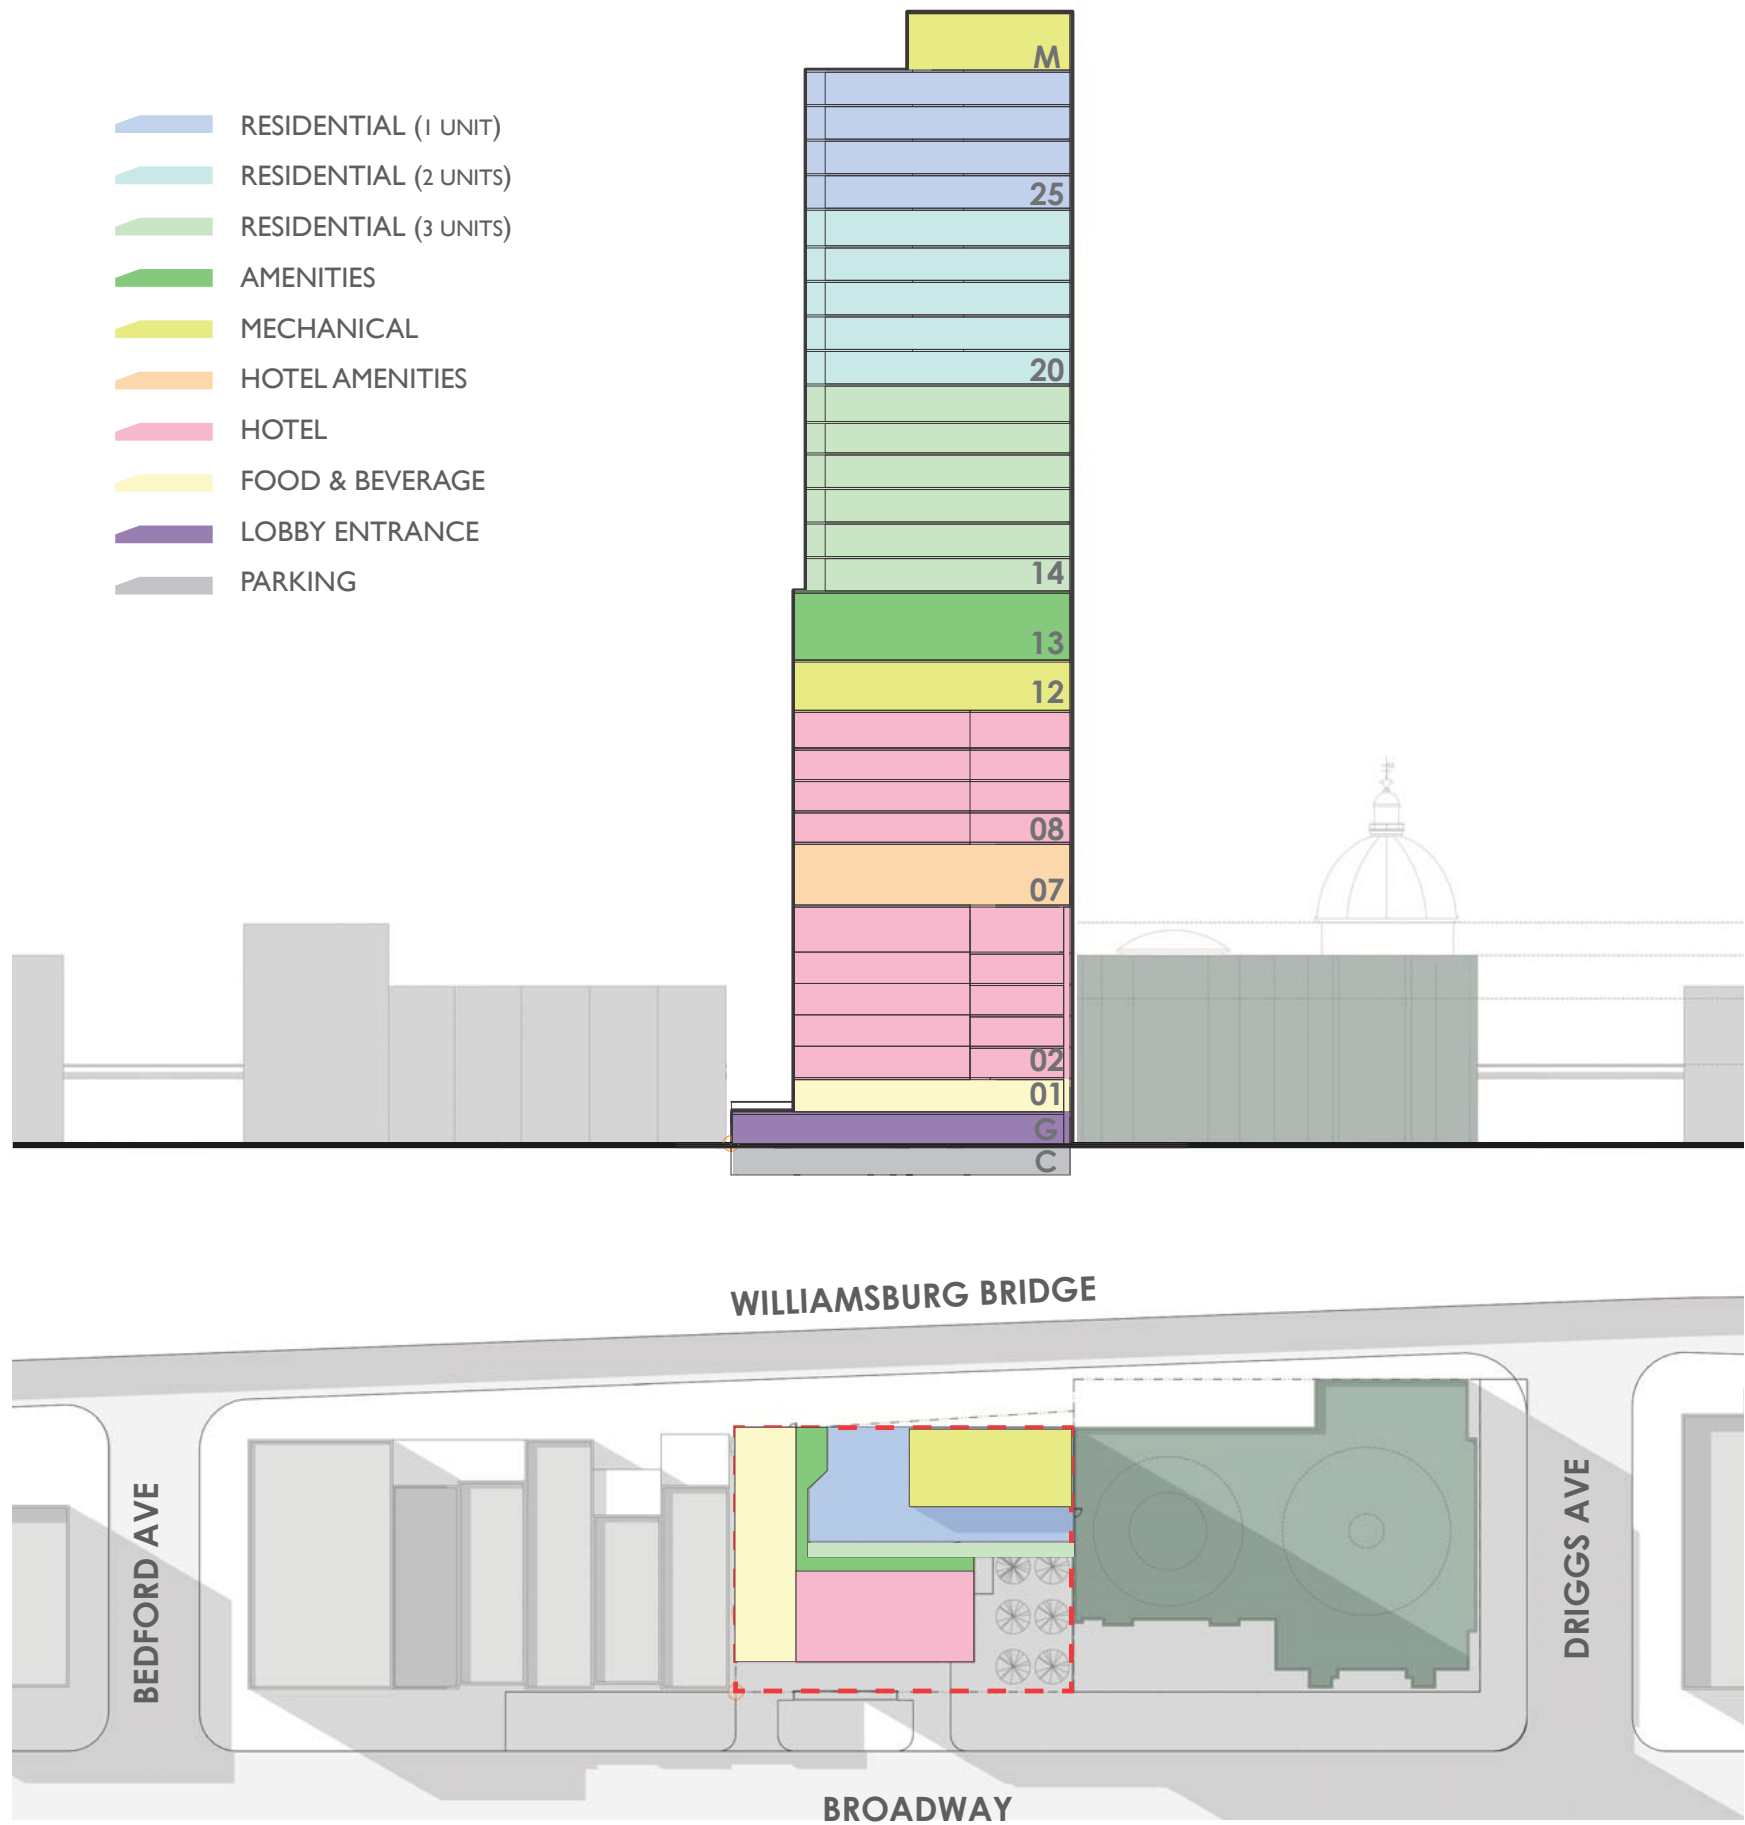 M
RESIDENTIAL (1 UNIT)
RESIDENTIAL (2 UNITS)
25
RESIDENTIAL (3 UNITS)
AMENITIES
MECHANICAL
HOTEL AMENITIES
20
HOTEL
FOOD & BEVERAGE
LOBBY ENTRANCE
PARKING
14
13
12
08
07
02
01
G
C
WILLIAMSBURG BRIDGE
BEDFORD AVE
DRIGGS AVE
BROADWAY